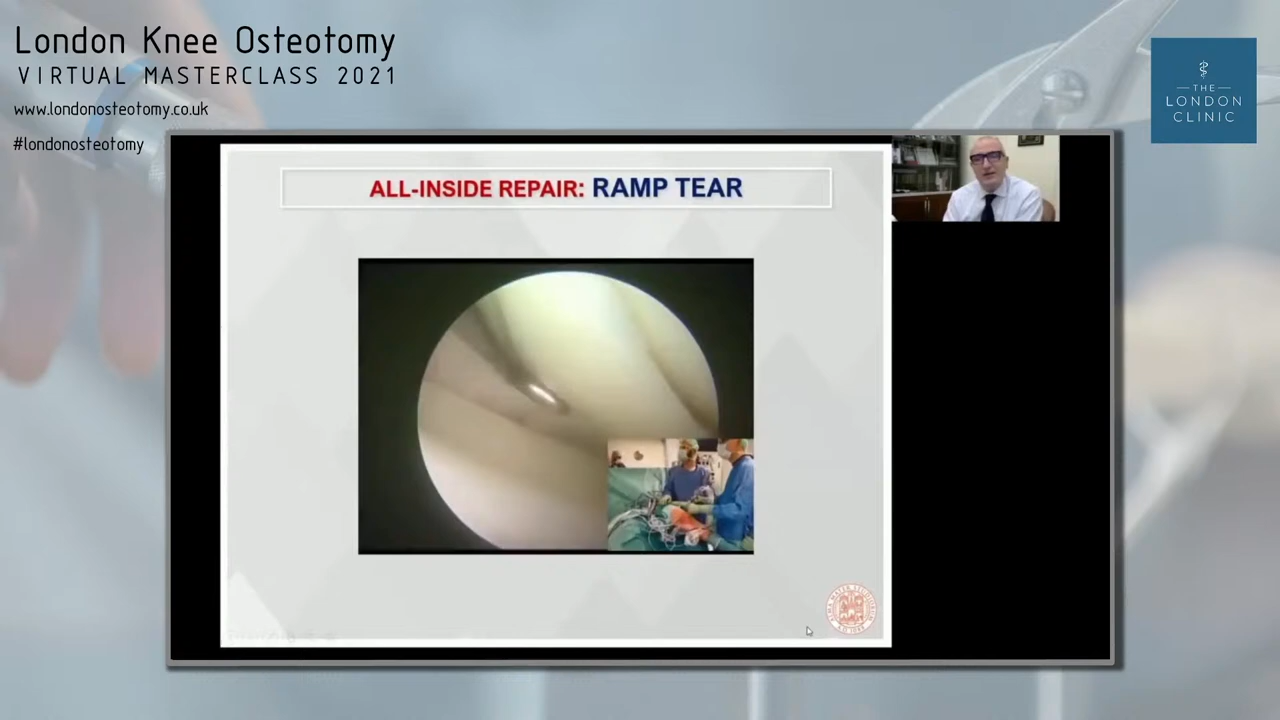 London Knee Osteotomy
VIRTUAL MASTERCLASS 2021
www.londonosteotomy.co.uk
#londonosteotomy
THE
LONDON
CLINIC
ALL-INSIDE REPAIR: RAMP TEAR